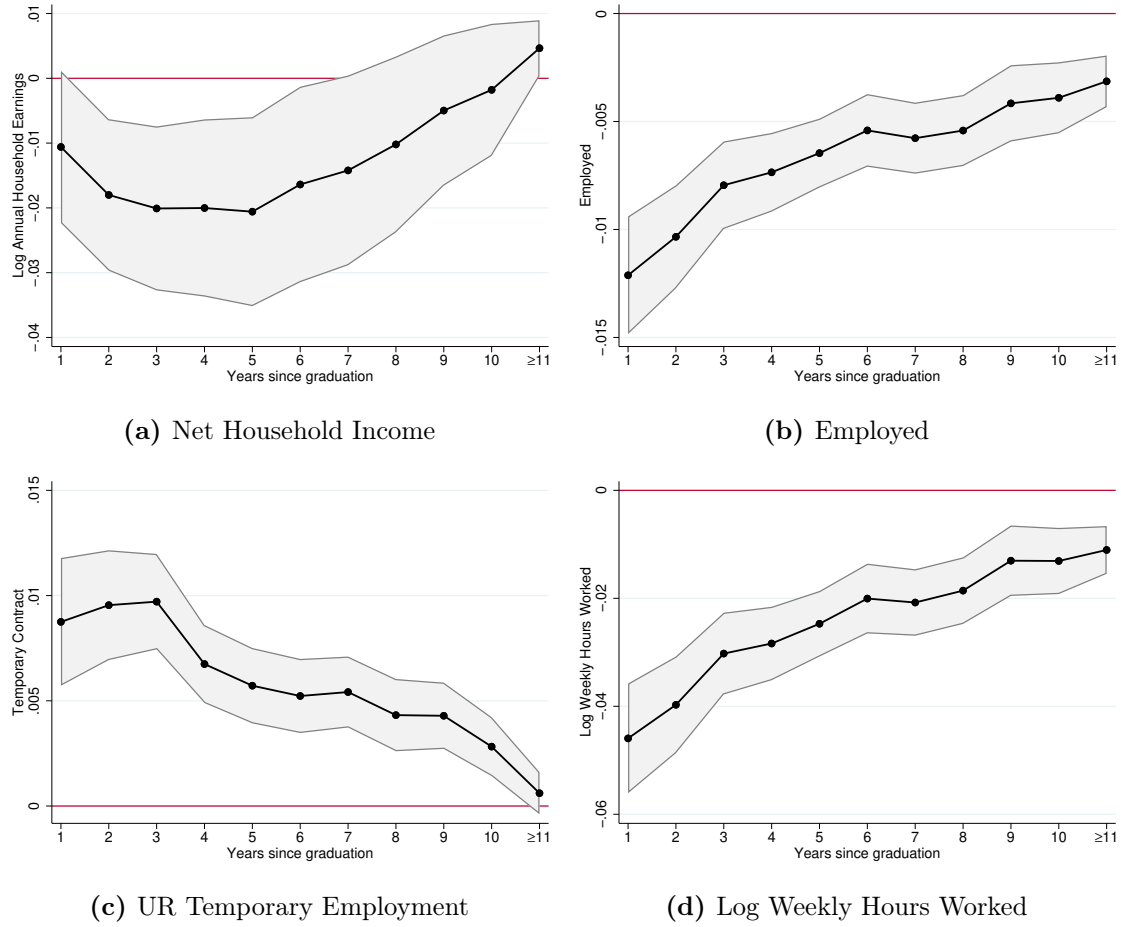 .01
0
-.01
-.02
-.03
-.04
Log Annual Household Earnings
1 2 3 4 5 6 7 8 9 10 ≥11
Years since graduation
(a) Net Household Income
0
-.005
-.01
-.015
Employed
1 2 3 4 5 6 7 8 9 10 ≥11
Years since graduation
(b) Employed
.015
.01
.005
0
Temporary Contract
1 2 3 4 5 6 7 8 9 10 ≥11
Years since graduation
(c) UR Temporary Employment
0
-.02
-.04
-.06
Log Weekly Hours Worked
1 2 3 4 5 6 7 8 9 10 ≥11
Years since graduation
(d) Log Weekly Hours Worked